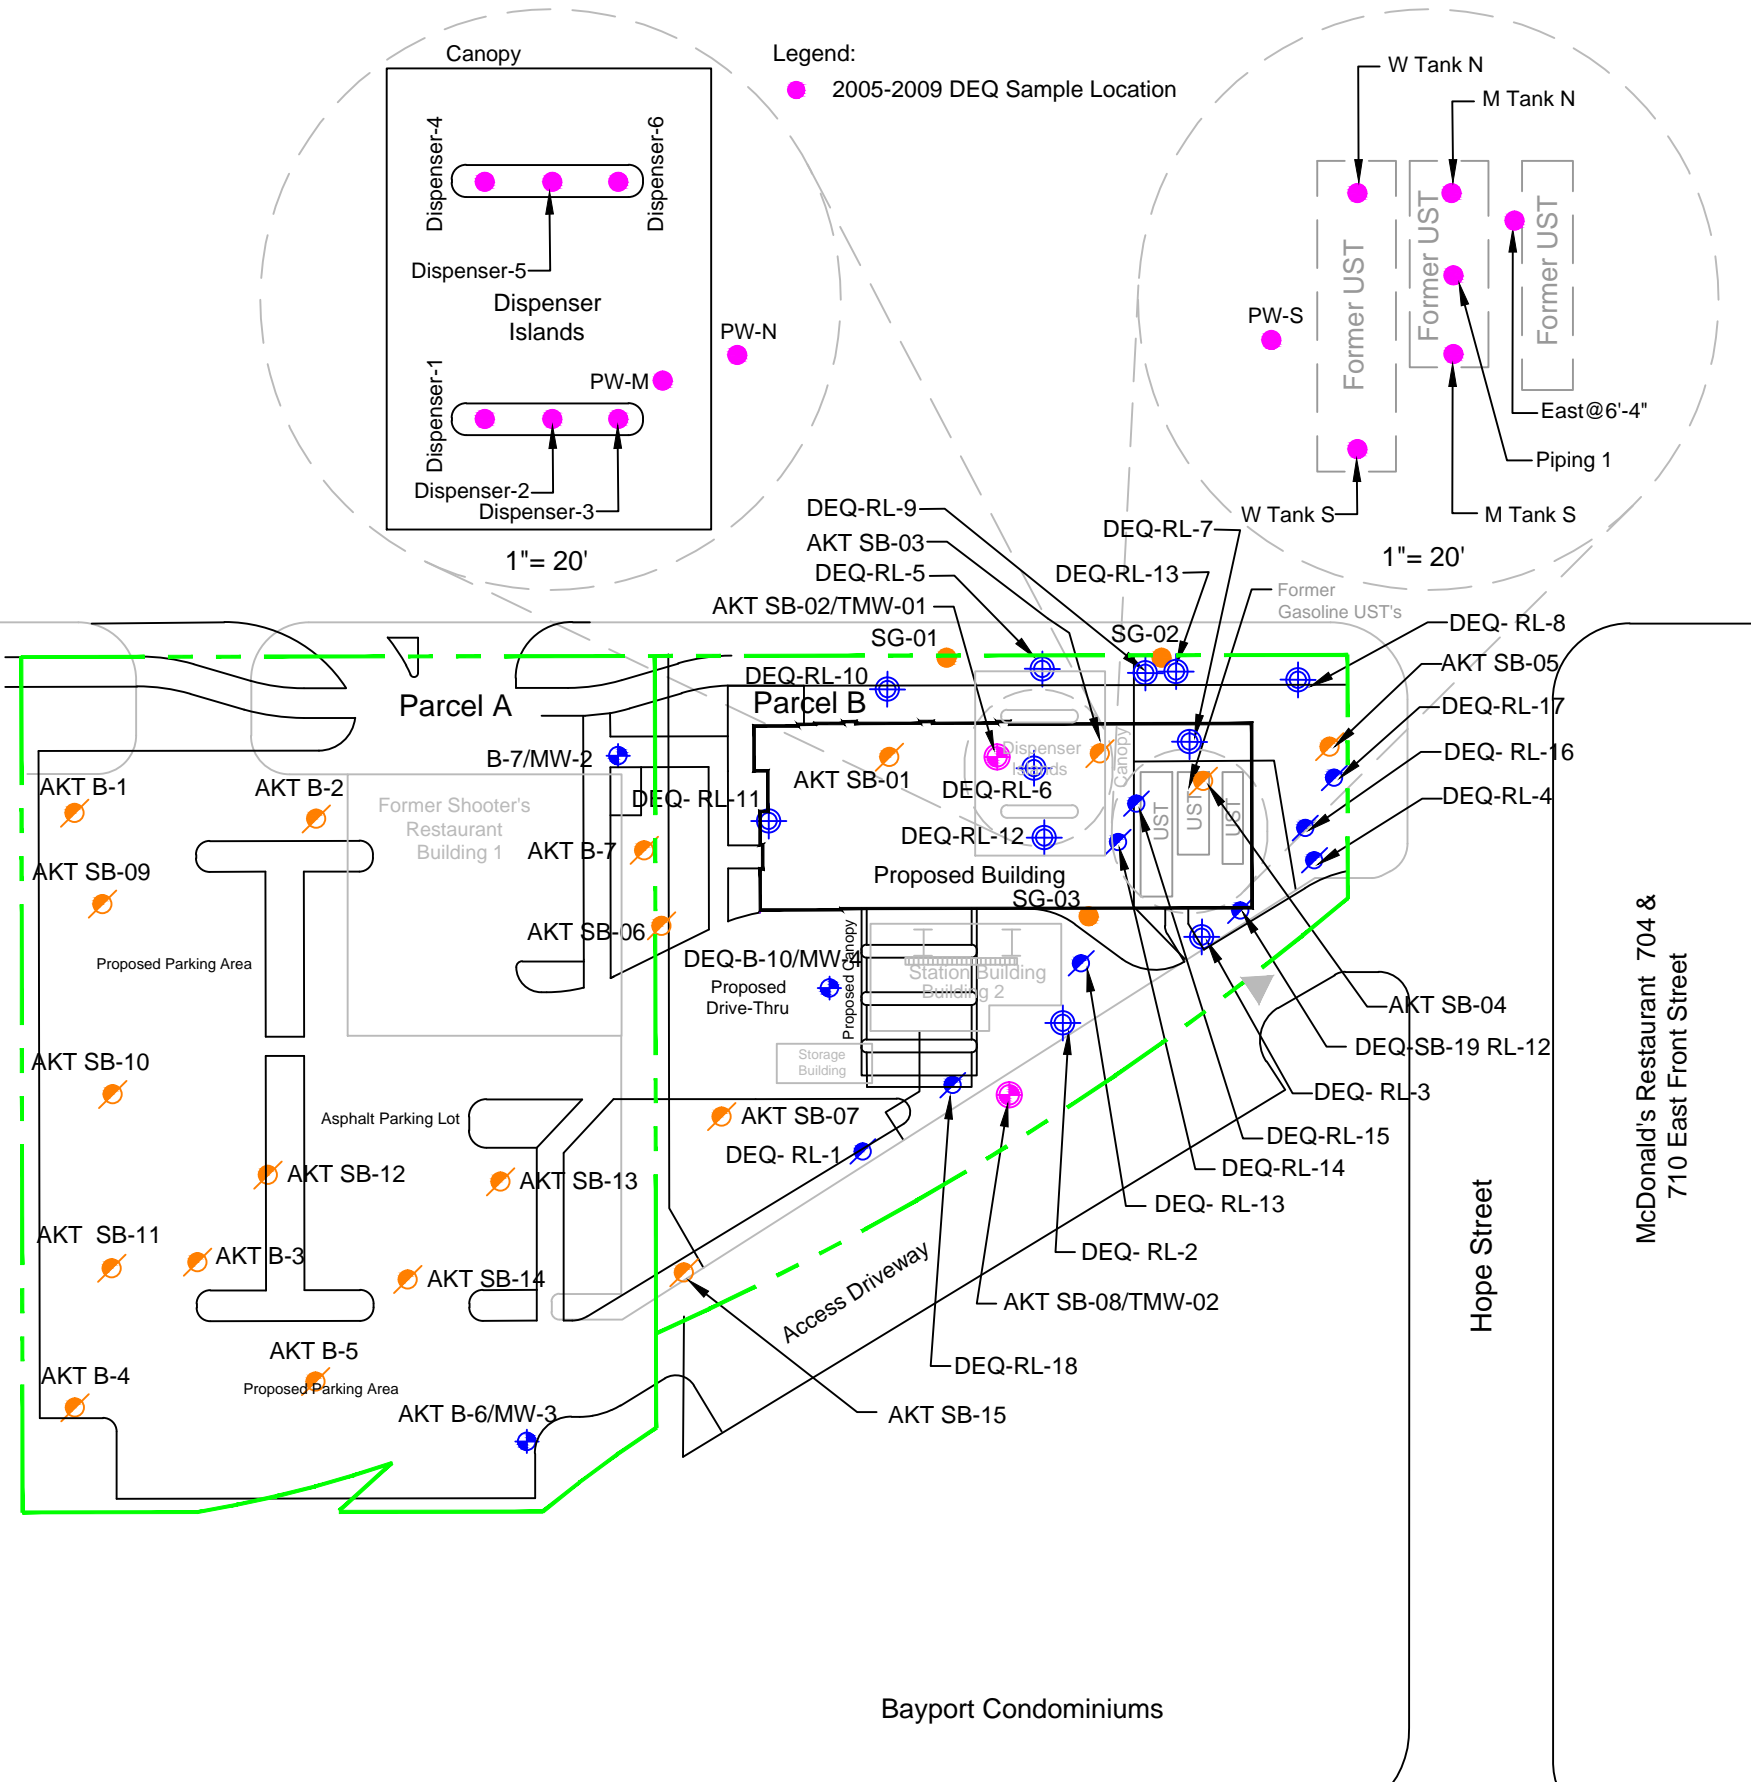 Canopy
Legend:
2005-2009 DEQ Sample Location
W Tank N
M Tank N
Dispenser-4
Dispenser-6
Dispenser-5
Dispenser
Islands
PW-N
PW-M
Dispenser-1
Dispenser-2
Dispenser-3
1"= 20'
Former UST
Former UST
Former UST
PW-S
East@6'-4"
Piping 1
W Tank S
M Tank S
1"= 20'
DEQ-RL-9
AKT SB-03
DEQ-RL-5
AKT SB-02/TMW-01
DEQ-RL-7
DEQ-RL-13
Former
Gasoline UST's
SG-01
SG-02
DEQ- RL-8
AKT SB-05
DEQ-RL-17
DEQ- RL-16
DEQ-RL-4
DEQ-RL-10
Parcel A
Parcel B
B-7/MW-2
AKT B-1
AKT B-2
Former Shooter's
Restaurant
Building 1
DEQ- RL-11
AKT SB-01
Dispenser
Islands
Canopy
DEQ-RL-6
DEQ-RL-12
UST
UST
UST
AKT B-7
AKT SB-09
Proposed Building
SG-03
AKT SB-06
Proposed Parking Area
DEQ-B-10/MW-4
Proposed
Drive-Thru
Proposed Canopy
Station Building
Building 2
Storage
Building
AKT SB-04
DEQ-SB-19 RL-12
DEQ- RL-3
DEQ-RL-15
DEQ-RL-14
DEQ- RL-13
DEQ- RL-2
AKT SB-08/TMW-02
DEQ-RL-18
AKT SB-10
Asphalt Parking Lot
AKT SB-07
DEQ- RL-1
AKT SB-12
AKT SB-13
AKT  SB-11
AKT B-3
AKT SB-14
Access Driveway
AKT B-5
AKT B-4
Proposed Parking Area
AKT B-6/MW-3
AKT SB-15
Hope Street
McDonald's Restaurant  704 &
710 East Front Street
Bayport Condominiums